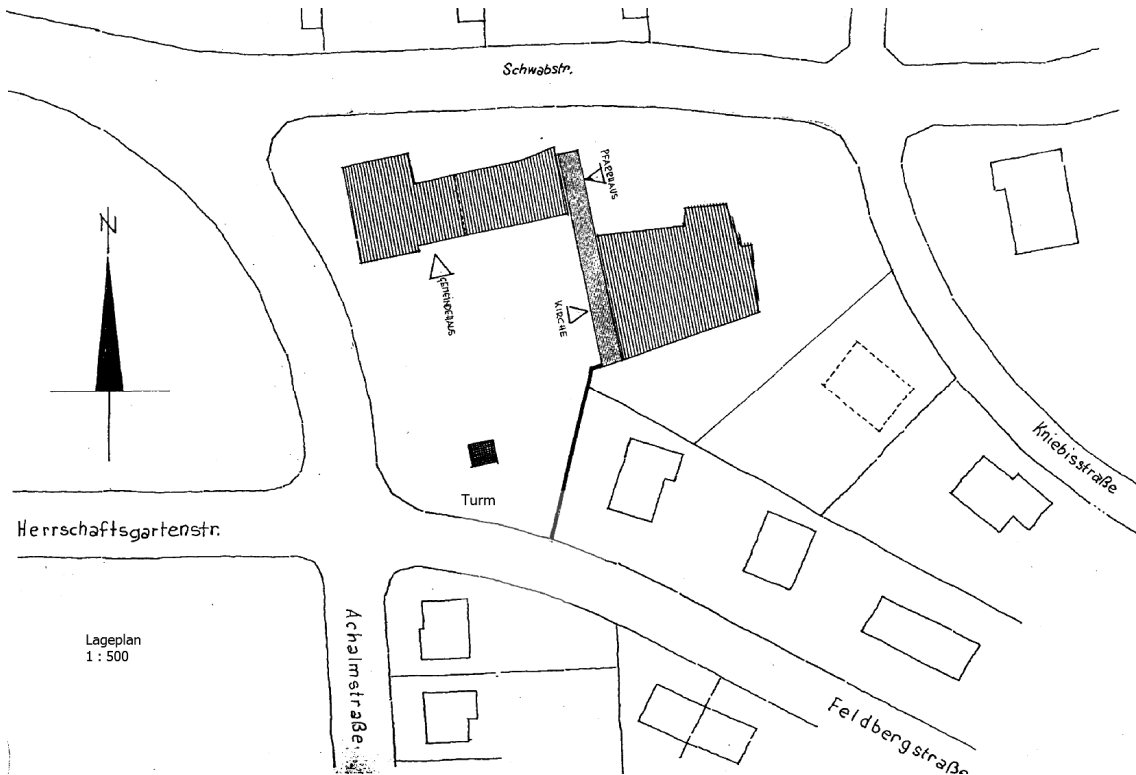 Schwabstr.
PFARRHAUS
N
GEMEINDEHAUS
KIRCHE
Kniebisstraße
Turm
Herrschaftsgartenstr.
Achalmstraße
Lageplan
1 : 500
Feldbergstraße